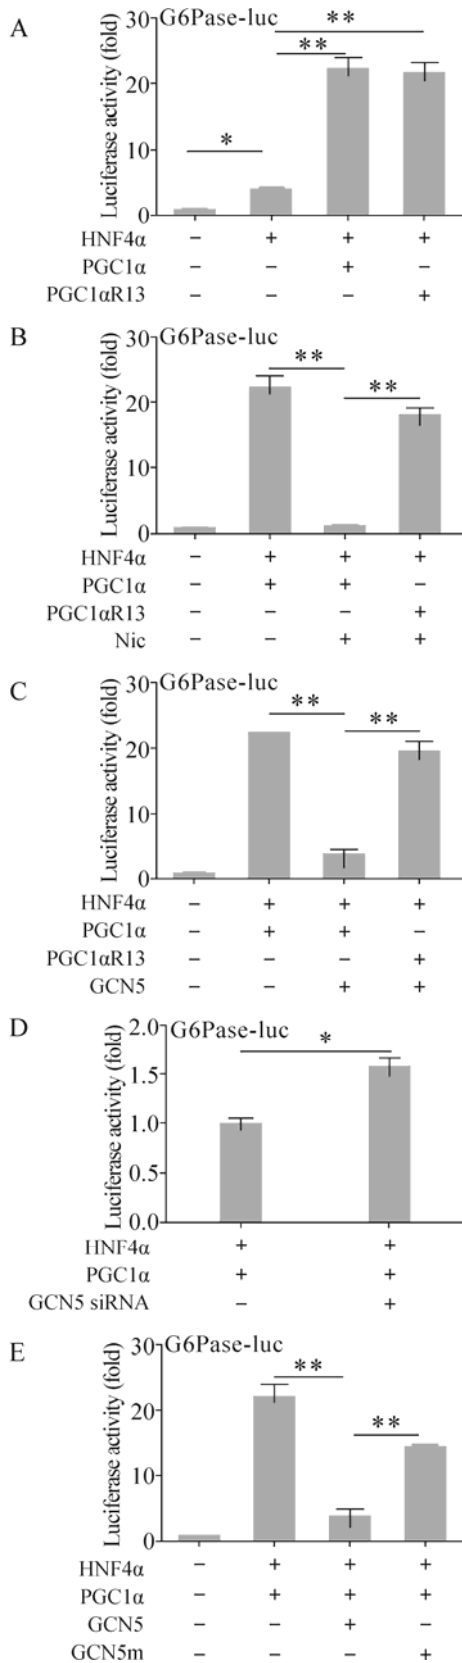 A
G6Pase-luc
Luciferase activity (fold)
30
20
10
0
* ** **
HNF4α − + + +
PGC1α − − + −
PGC1αR13 − − − +
B
G6Pase-luc
Luciferase activity (fold)
30
20
10
0
** **
HNF4α − + + +
PGC1α − + + −
PGC1αR13 − − − +
Nic − − + +
C
G6Pase-luc
Luciferase activity (fold)
30
20
10
0
** **
HNF4α − + + +
PGC1α − + + −
PGC1αR13 − − − +
GCN5 − − + +
D
G6Pase-luc
Luciferase activity (fold)
2.0
1.5
1.0
0.5
0.0
*
HNF4α + +
PGC1α + +
GCN5 siRNA − +
E
G6Pase-luc
Luciferase activity (fold)
30
20
10
0
** **
HNF4α − + + +
PGC1α − + + +
GCN5 − − + −
GCN5m − − − +